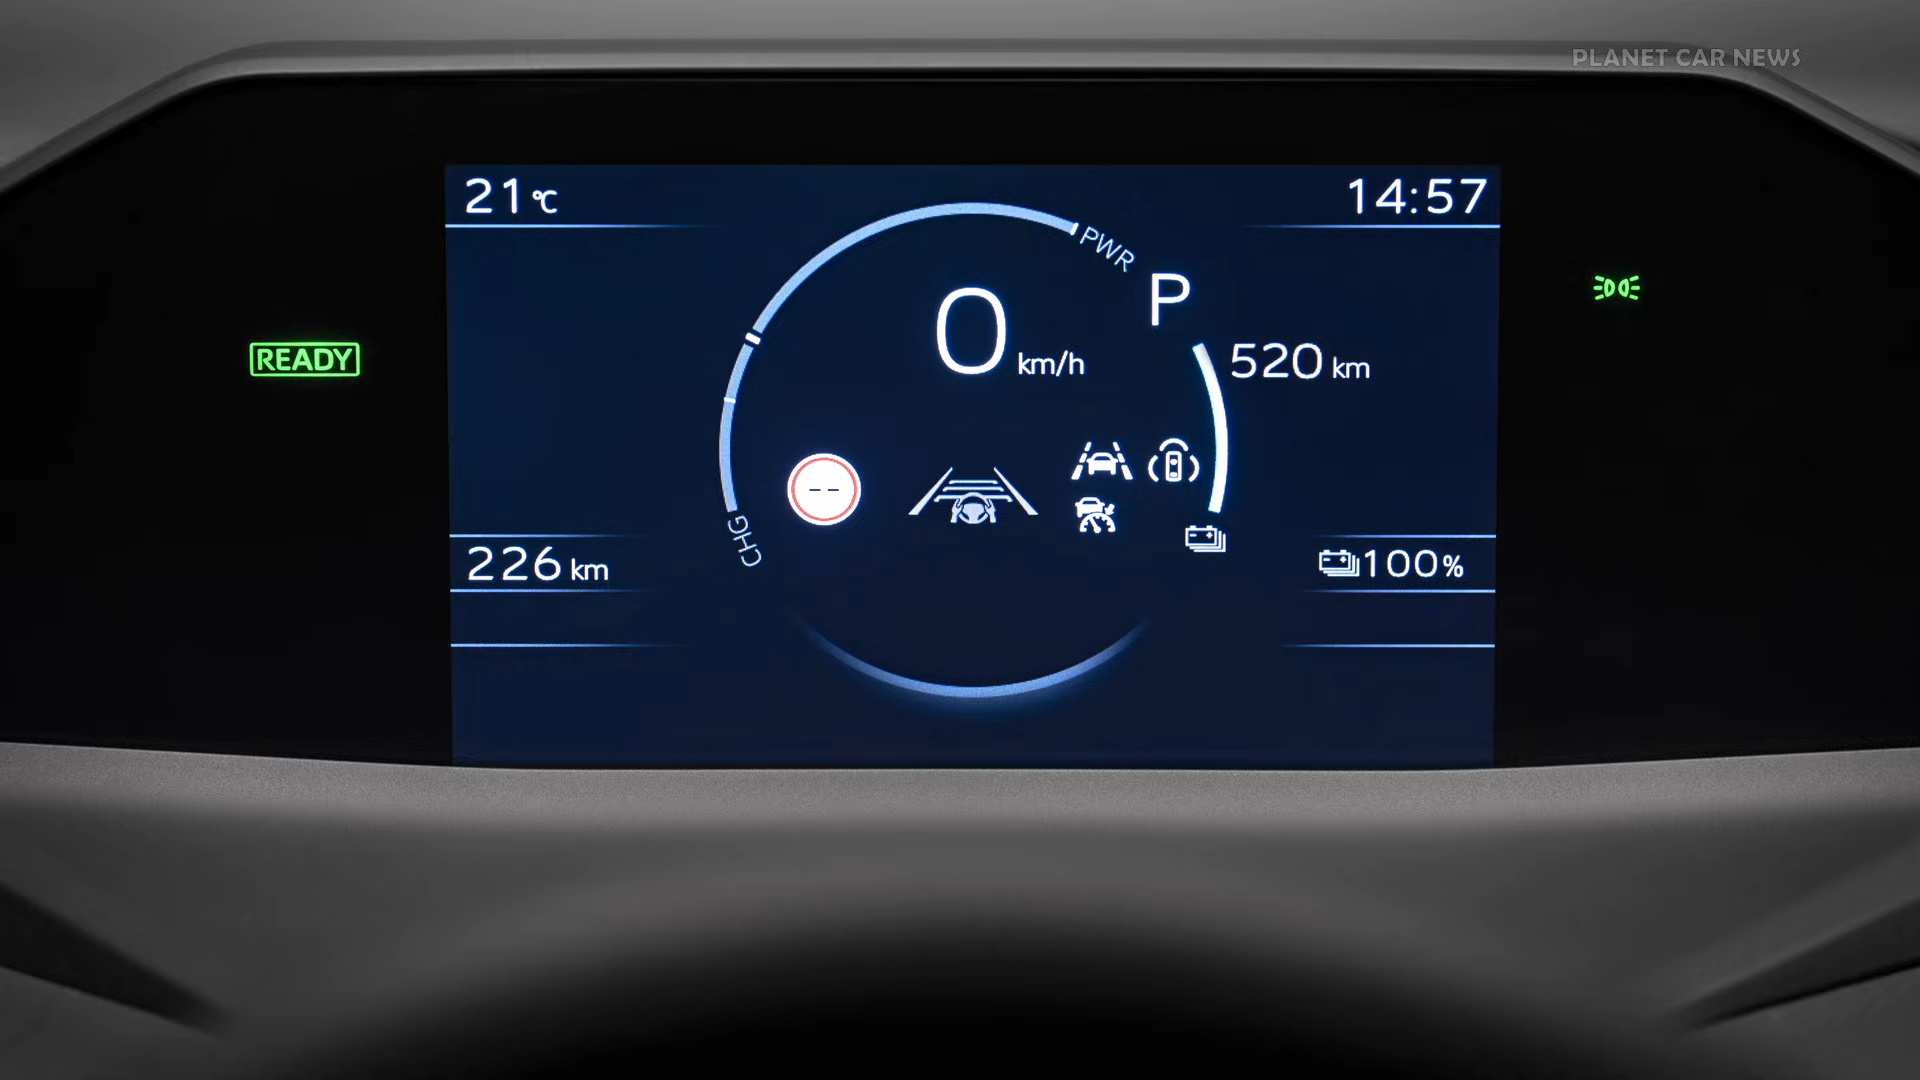 PLANET CAR NEWS
21 °C
14:57
PWR
P
0 km/h
520 km
READY
--
CHG
226 km
100%